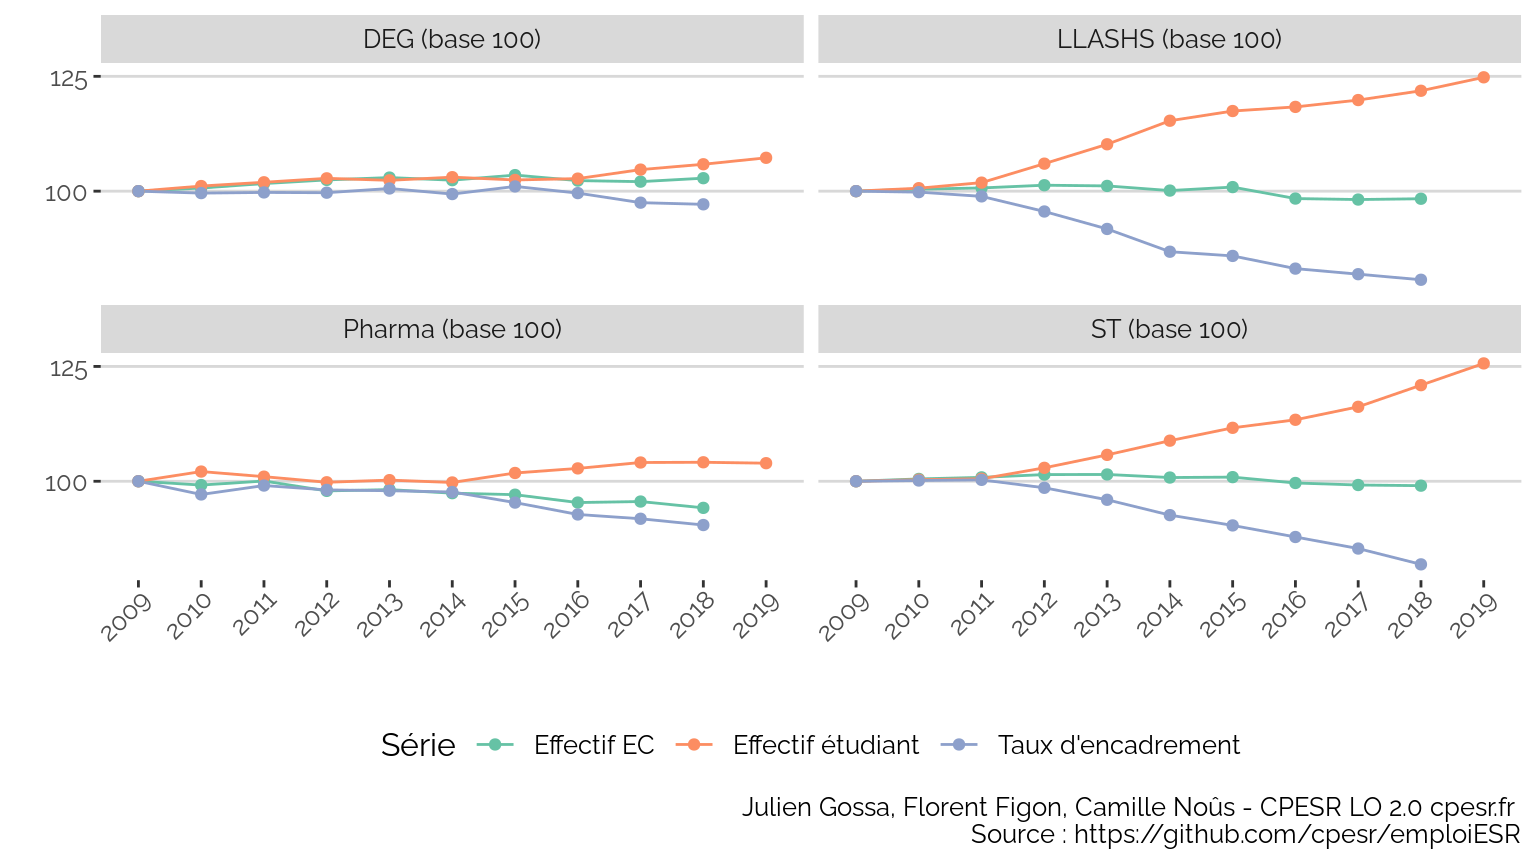 DEG (base 100)
LLASHS (base 100)
125
100
Pharma (base 100)
ST (base 100)
125
100
2009 2010 2011 2012 2013 2014 2015 2016 2017 2018 2019
2009 2010 2011 2012 2013 2014 2015 2016 2017 2018 2019
Série Effectif EC Effectif étudiant Taux d'encadrement
Julien Gossa, Florent Figon, Camille Noûs - CPESR LO 2.0 cpesr.fr
Source : https://github.com/cpesr/emploiESR